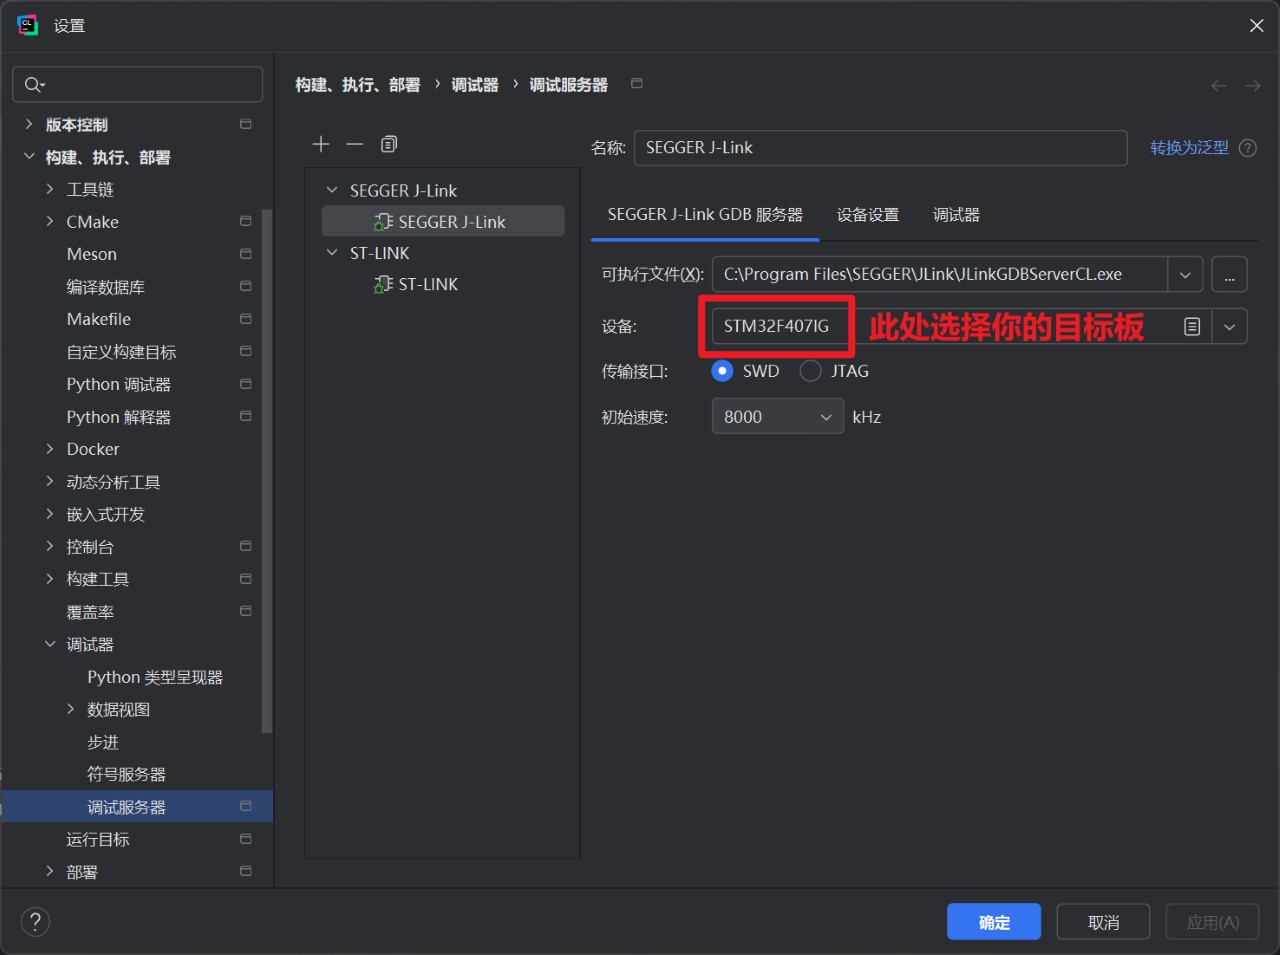 设置
版本控制
构建、执行、部署
工具链
CMake
Meson
编译数据库
Makefile
自定义构建目标
Python 调试器
Python 解释器
Docker
动态分析工具
嵌入式开发
控制台
构建工具
覆盖率
调试器
Python 类型呈现器
数据视图
步进
符号服务器
调试服务器
运行目标
部署
构建、执行、部署 › 调试器 › 调试服务器
SEGGER J-Link
SEGGER J-Link
ST-LINK
ST-LINK
名称: SEGGER J-Link 转换为泛型
SEGGER J-Link GDB 服务器 设备设置 调试器
可执行文件(X): C:\Program Files\SEGGER\JLink\JLinkGDBServerCL.exe ...
设备: STM32F407IG 此处选择你的目标板
传输接口: SWD JTAG
初始速度: 8000 kHz
? 确定 取消 应用(A)